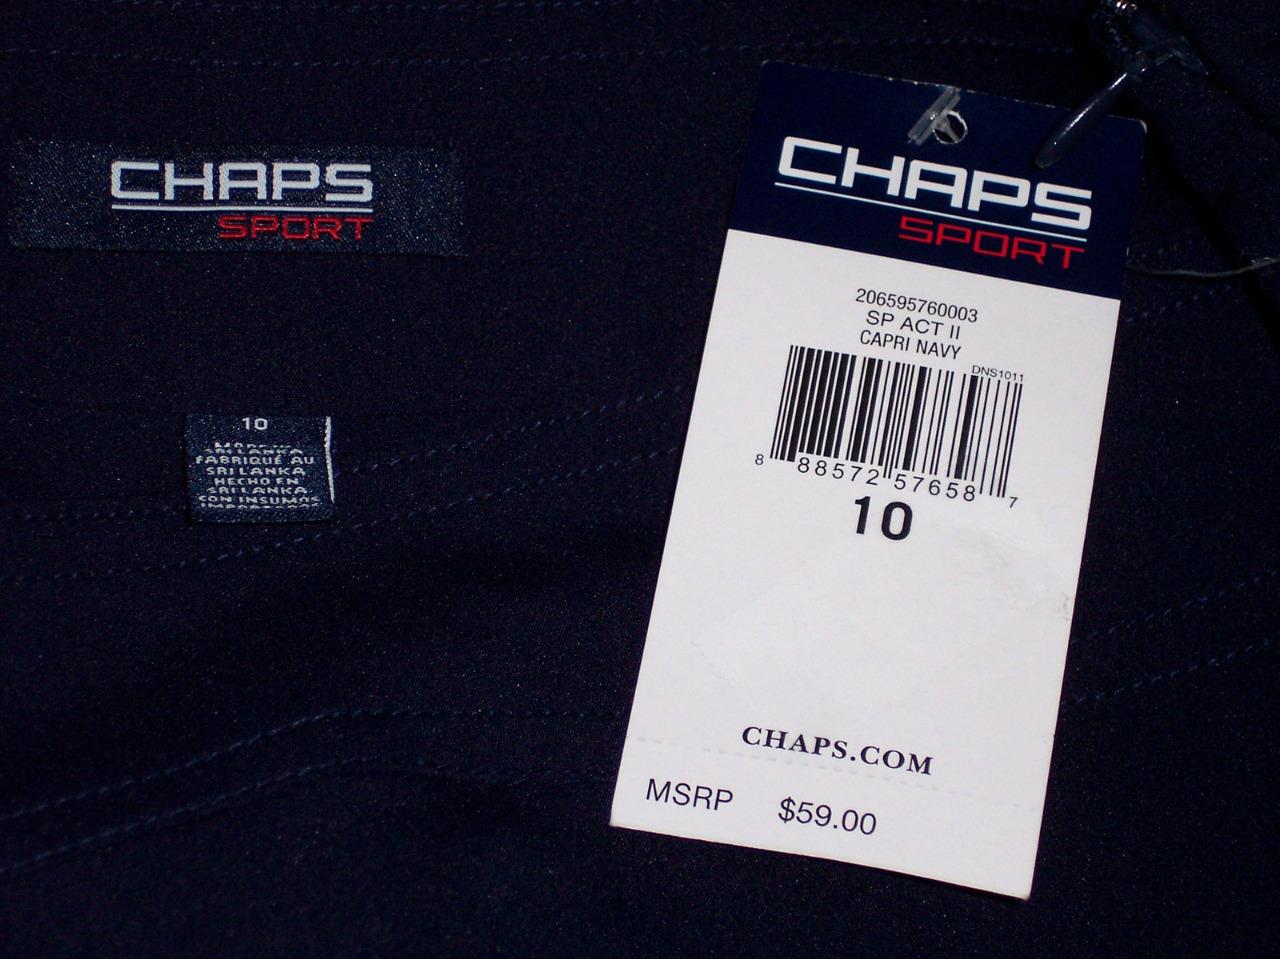 CHAPS
SPORT
10
MADE IN
SRI LANKA
FABRIQUÉ AU
SRI LANKA
HECHO EN
SRI LANKA
CON INSUMOS
CHAPS
SPORT
206595760003
SP ACT II
CAPRI NAVY
DNS1011
8 88572 57658 7
10
CHAPS.COM
MSRP $59.00